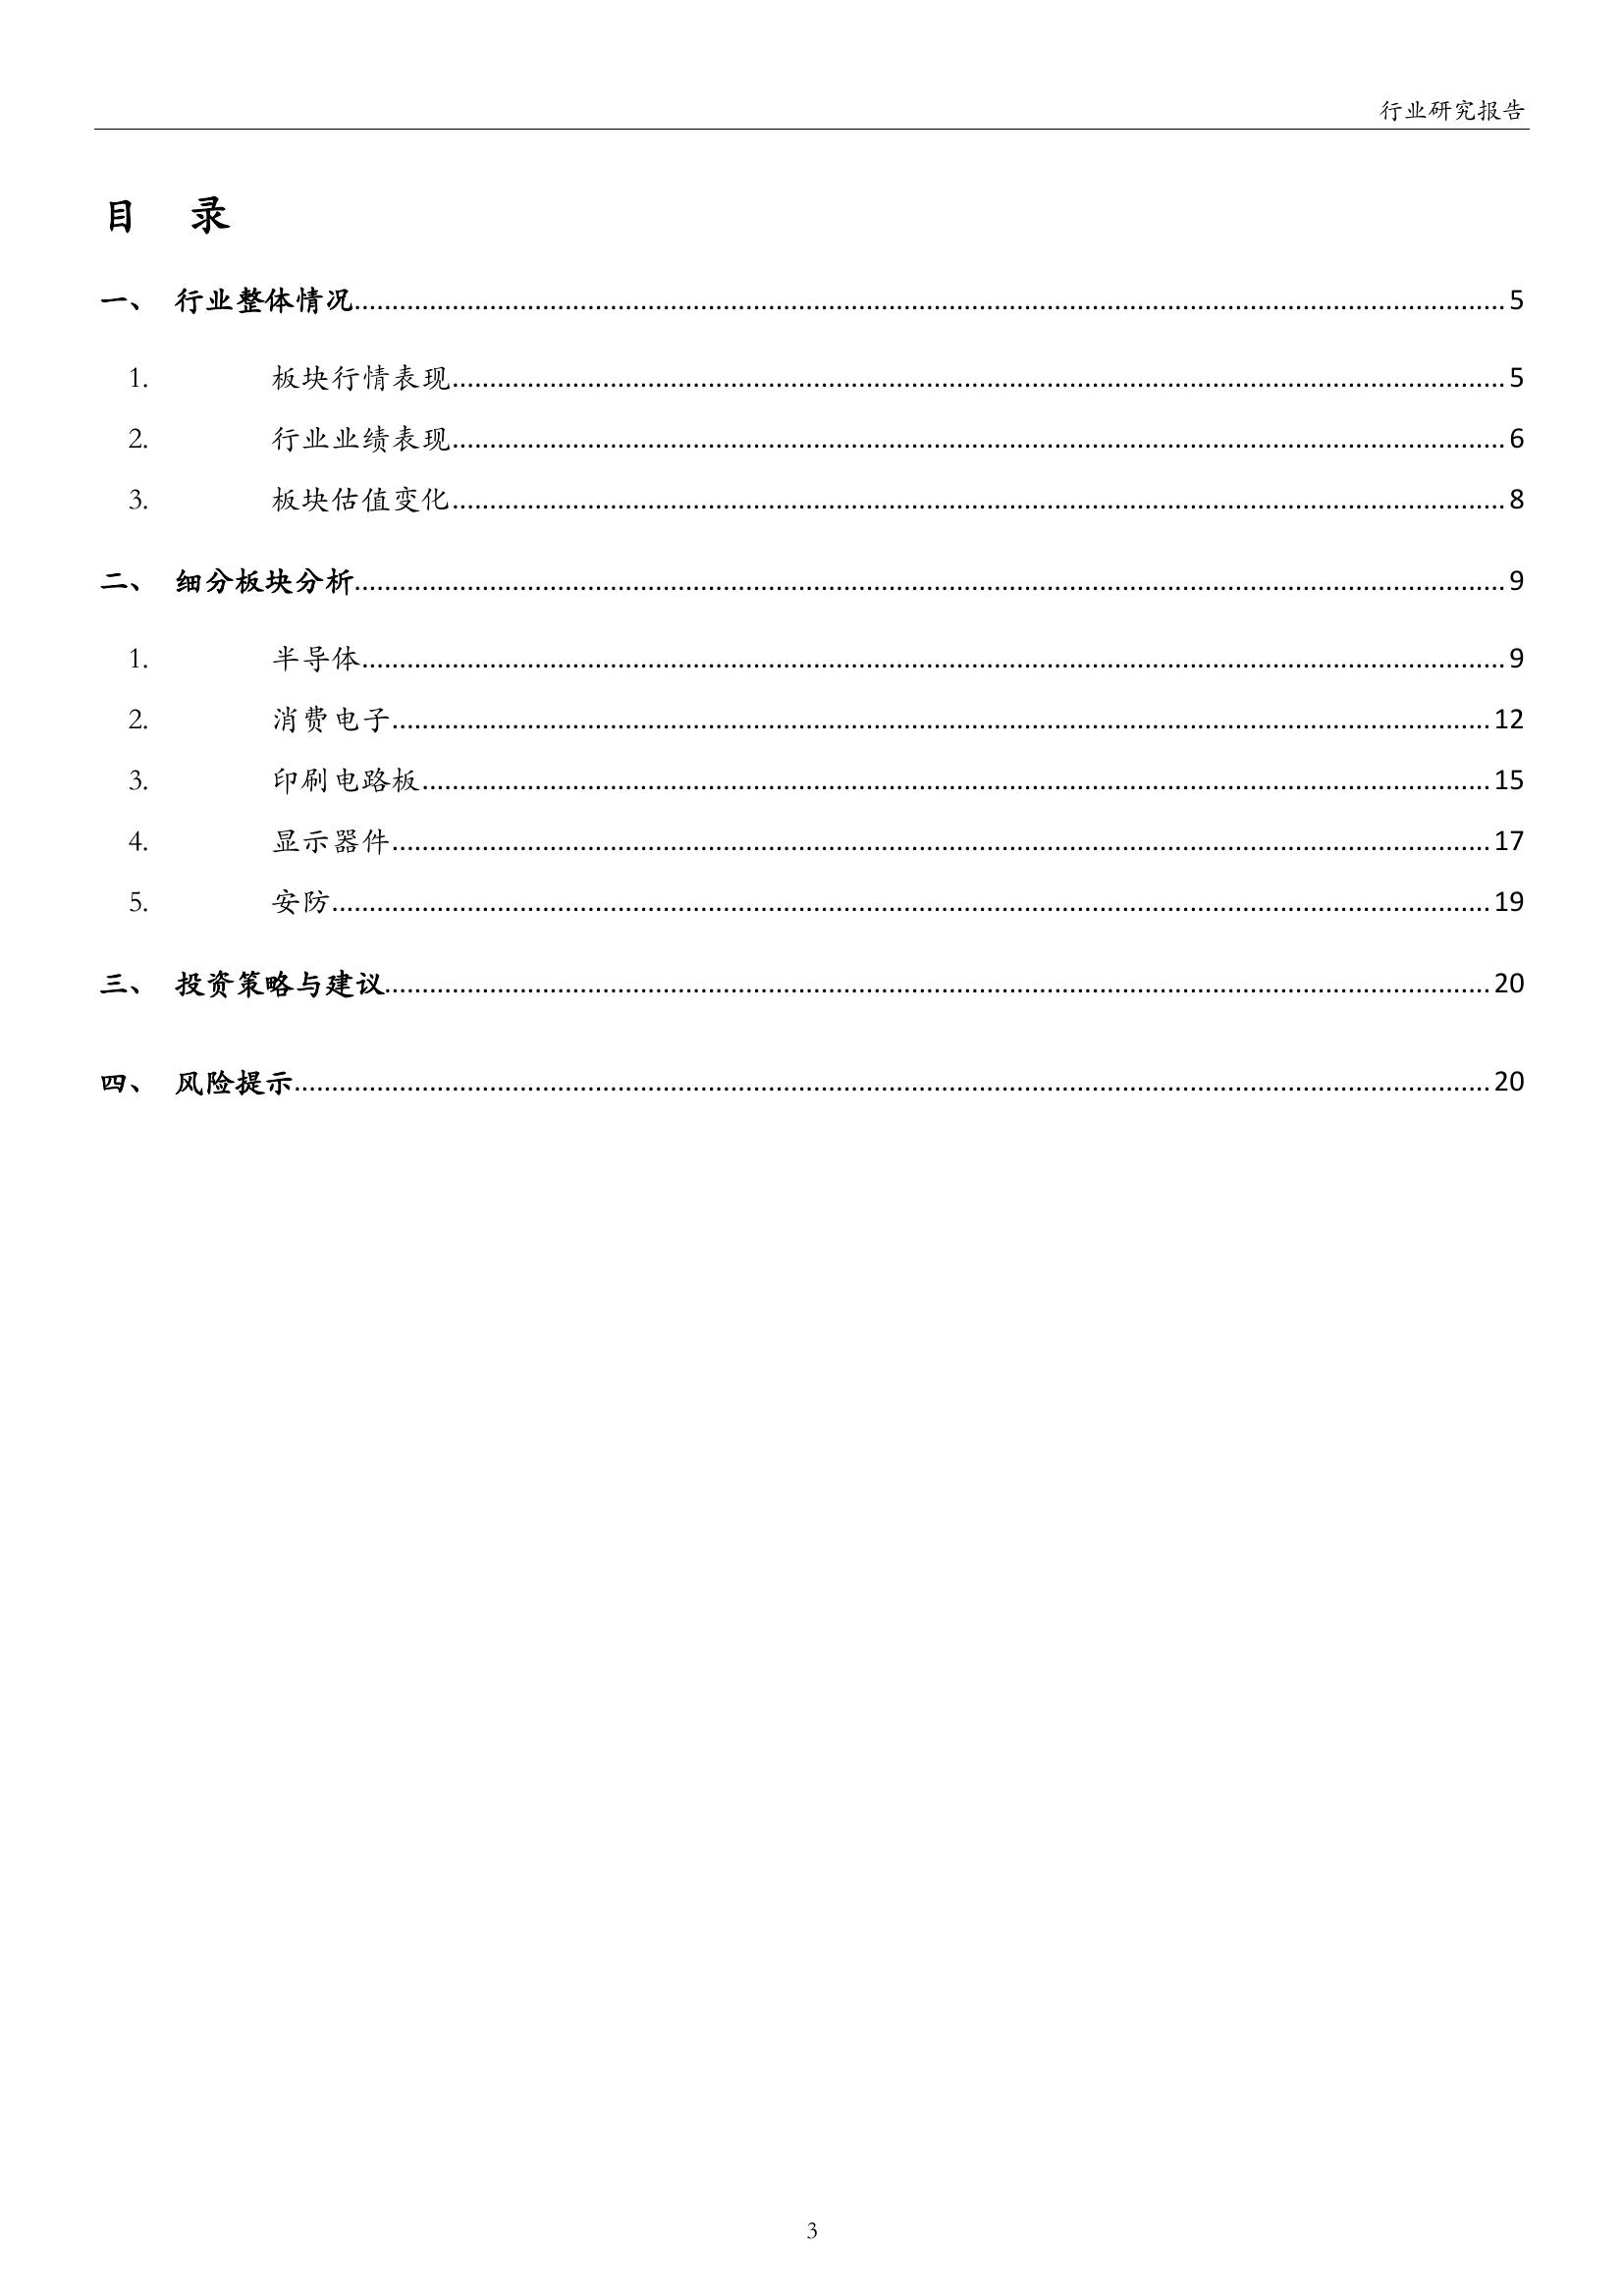 行业研究报告
目 录
一、 行业整体情况 5
1. 板块行情表现 5
2. 行业业绩表现 6
3. 板块估值变化 8
二、 细分板块分析 9
1. 半导体 9
2. 消费电子 12
3. 印刷电路板 15
4. 显示器件 17
5. 安防 19
三、 投资策略与建议 20
四、 风险提示 20
3